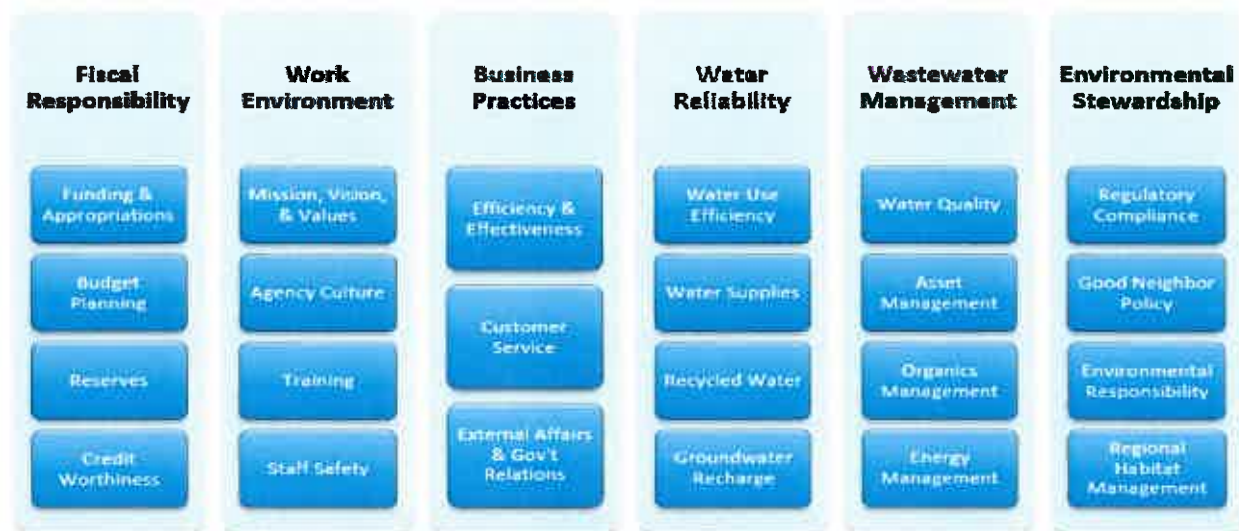 Fiscal
Responsibility
Funding &
Appropriations
Budget
Planning
Reserves
Credit
Worthiness
Work
Environment
Mission, Vision,
& Values
Agency Culture
Training
Staff Safety
Business
Practices
Efficiency &
Effectiveness
Customer
Service
External Affairs
& Gov't
Relations
Water
Reliability
Water Use
Efficiency
Water Supplies
Recycled Water
Groundwater
Recharge
Wastewater
Management
Water Quality
Asset
Management
Organics
Management
Energy
Management
Environmental
Stewardship
Regulatory
Compliance
Good Neighbor
Policy
Environmental
Responsibility
Regional
Habitat
Management